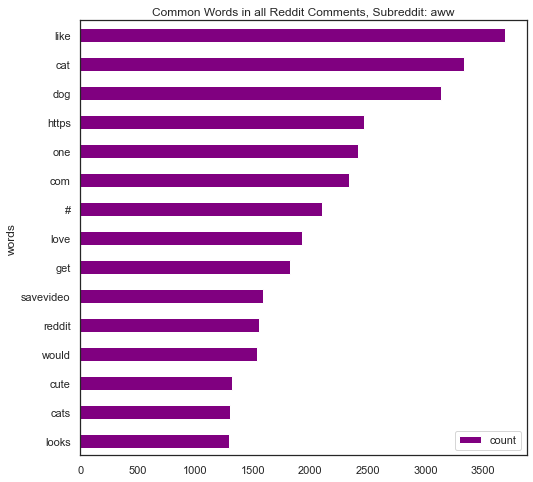 Common Words in all Reddit Comments, Subreddit: aww
words
like
cat
dog
https
one
com
#
love
get
savevideo
reddit
would
cute
cats
looks
count
0 500 1000 1500 2000 2500 3000 3500